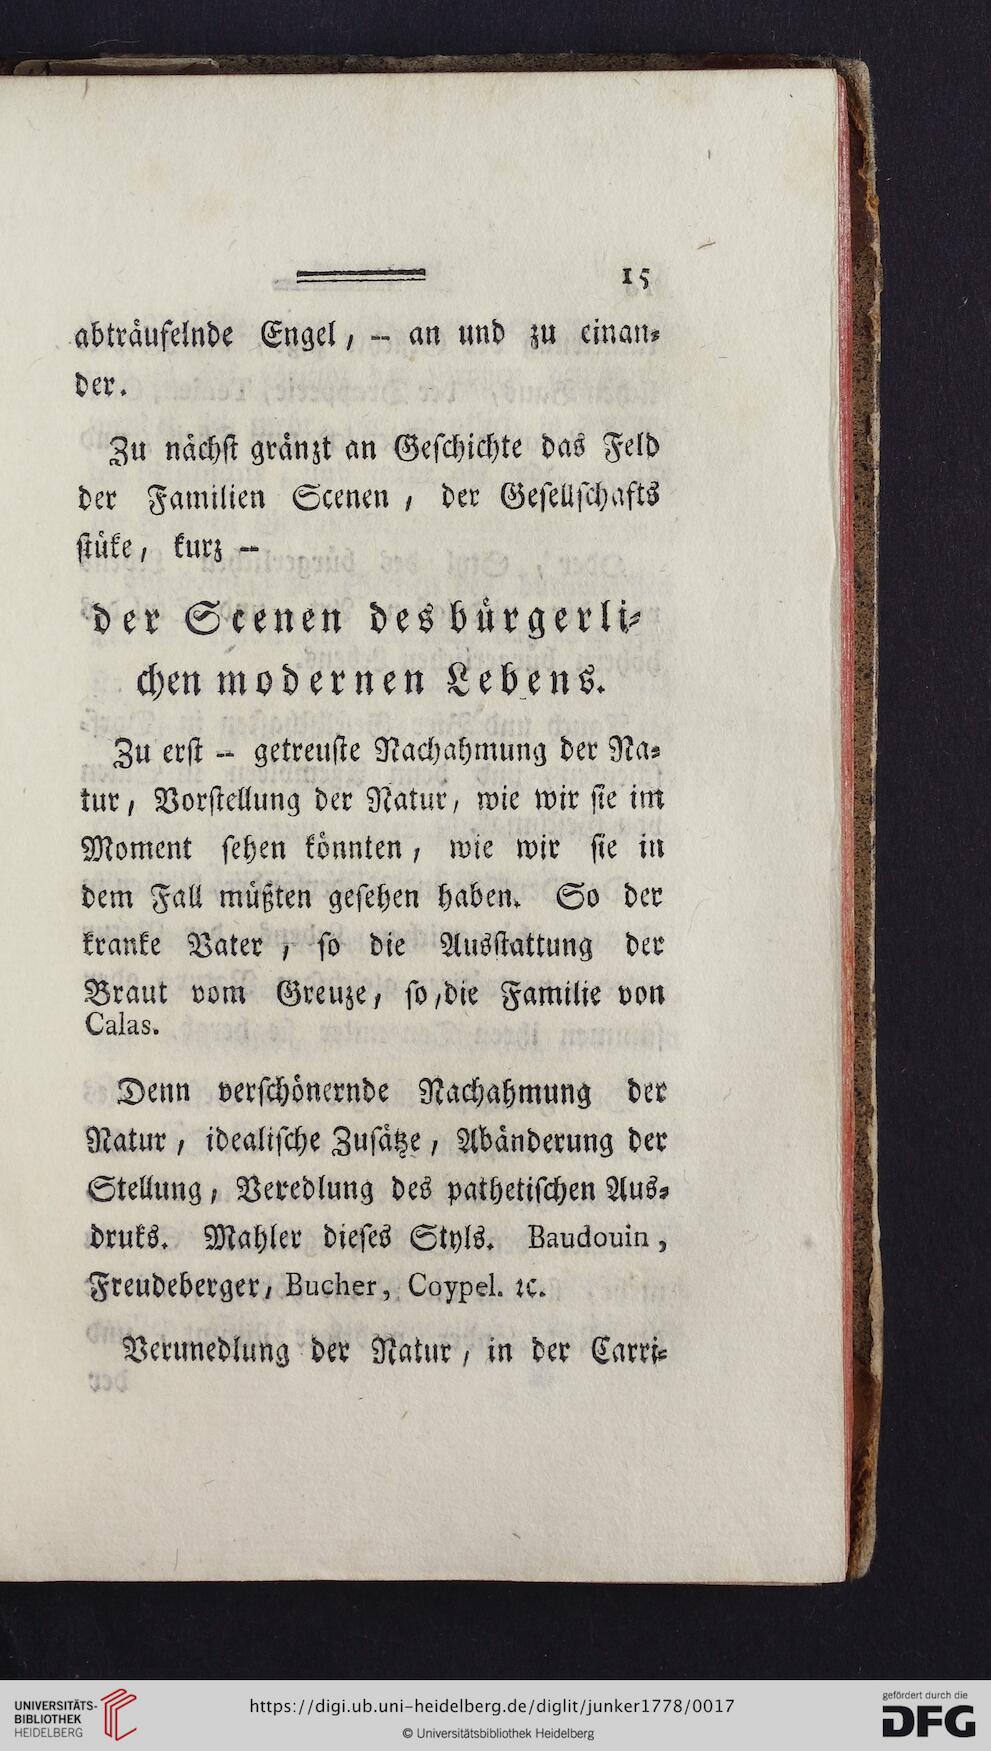 15
abträufelnde Engel, -- an und zu einan-
der.
Zu nächst gränzt an Geschichte das Feld
der Familien Scenen, der Gesellschafts
stüke, kurz --
der Scenen des bürgerli-
chen modernen Lebens.
Zu erst -- getreuste Nachahmung der Na-
tur, Vorstellung der Natur, wie wir sie im
Moment sehen könnten, wie wir sie in
dem Fall müßten gesehen haben. So der
kranke Vater, so die Ausstattung der
Braut vom Greuze, so, die Familie von
Calas.
Denn verschönernde Nachahmung der
Natur, idealische Zusätze, Abänderung der
Stellung, Veredlung des pathetischen Aus-
druks. Mahler dieses Styls. Baudouin,
Freudeberger, Bucher, Coypel. ꝛc.
Verunedlung der Natur, in der Carri-
UNIVERSITÄTS-
BIBLIOTHEK
HEIDELBERG
https://digi.ub.uni-heidelberg.de/diglit/junker1778/0017
© Universitätsbibliothek Heidelberg
gefördert durch die
DFG